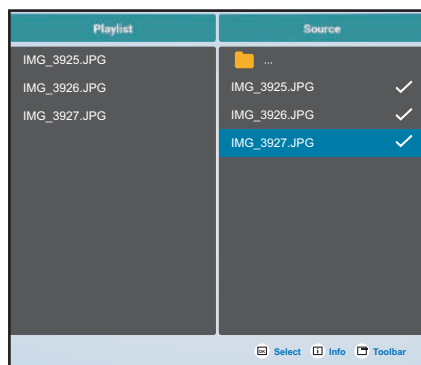 Playlist
Source
IMG_3925.JPG
IMG_3926.JPG
IMG_3927.JPG
...
IMG_3925.JPG
IMG_3926.JPG
IMG_3927.JPG
Select Info Toolbar